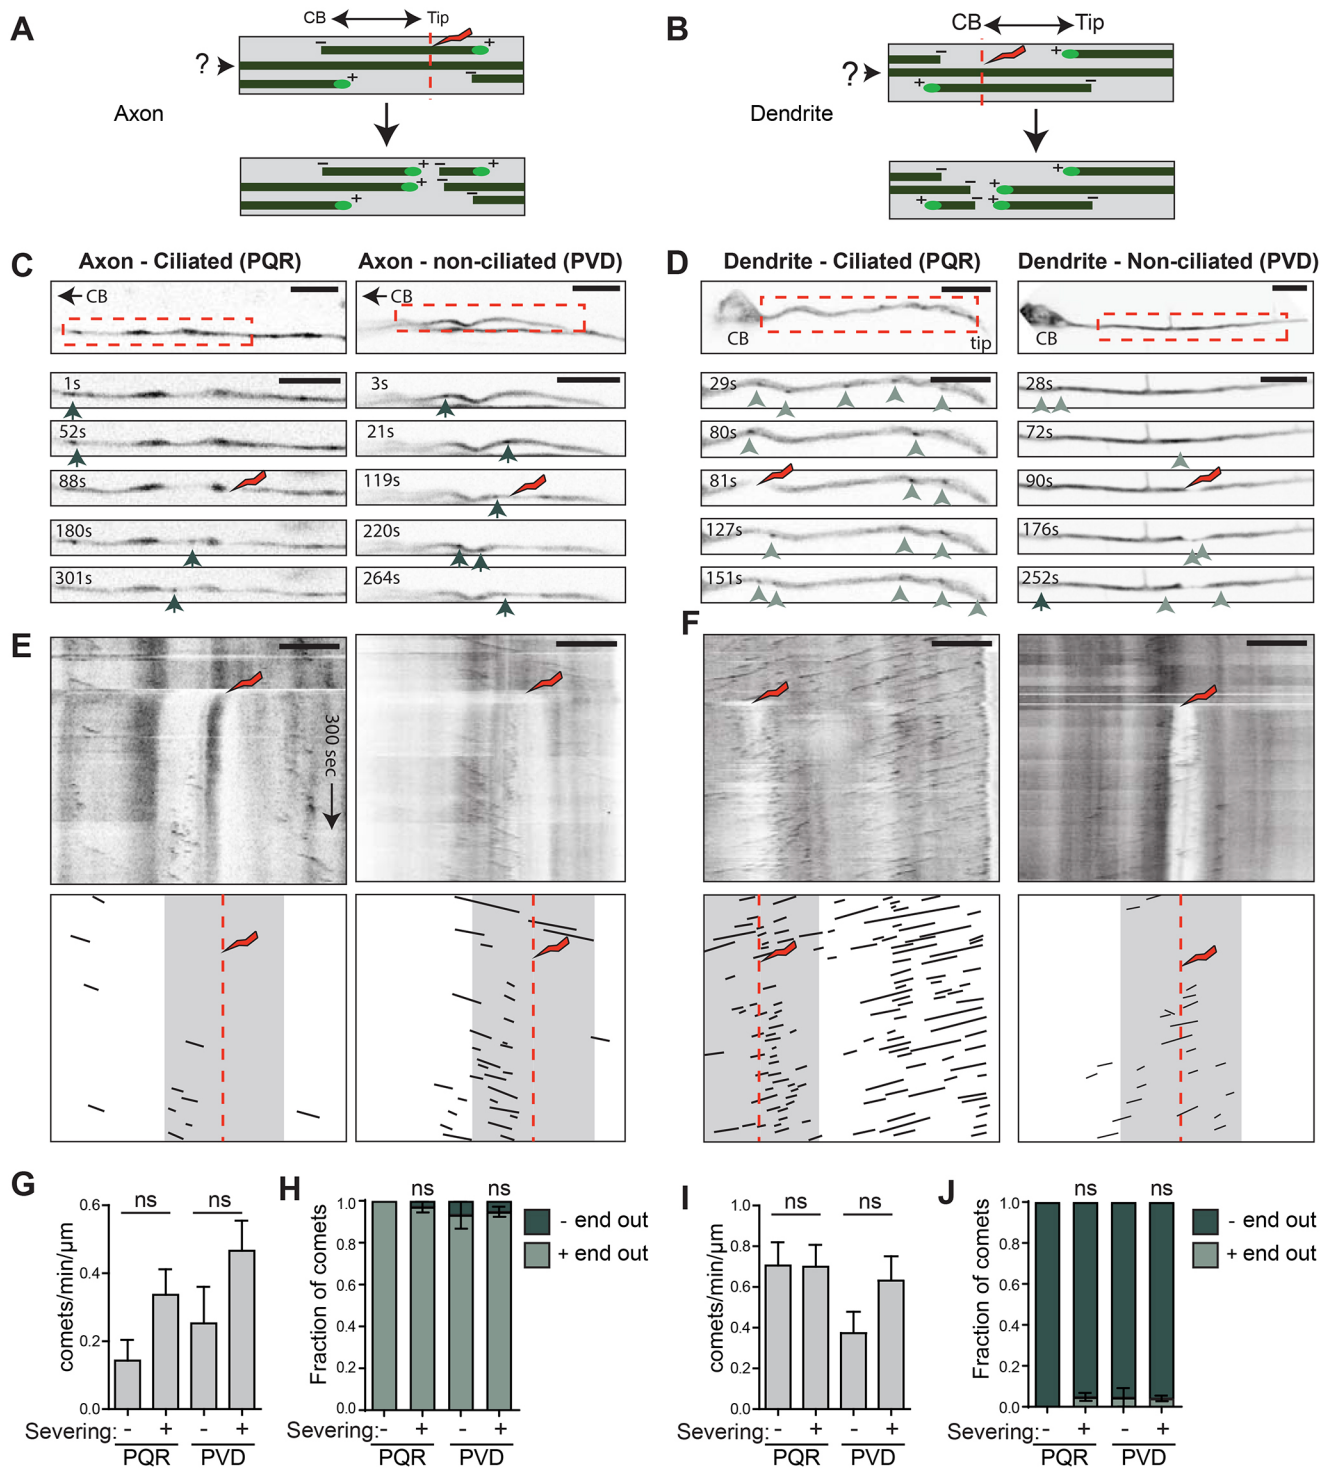 A
CB
Tip
+
−
?
−
+
Axon
−
+
−
+
−
+
−
+
B
CB
Tip
−
+
?
+
−
Dendrite
−
+
−
+
+
−
+
−
C
Axon - Ciliated (PQR)
Axon - non-ciliated (PVD)
CB
CB
1s
3s
52s
21s
88s
119s
180s
220s
301s
264s
D
Dendrite - Ciliated (PQR)
Dendrite - Non-ciliated (PVD)
CB
tip
CB
29s
28s
80s
72s
81s
90s
127s
176s
151s
252s
E
300 sec
F
G
comets/min/µm
0.6
0.4
0.2
0.0
ns
ns
Severing:
-
+
-
+
PQR
PVD
H
Fraction of comets
1.0
0.8
0.6
0.4
0.2
0.0
ns
ns
- end out
+ end out
-
+
-
+
PQR
PVD
I
comets/min/µm
1.0
0.8
0.6
0.4
0.2
0.0
ns
ns
Severing:
-
+
-
+
PQR
PVD
J
Fraction of comets
1.0
0.8
0.6
0.4
0.2
0.0
ns
ns
- end out
+ end out
Severing:
-
+
-
+
PQR
PVD